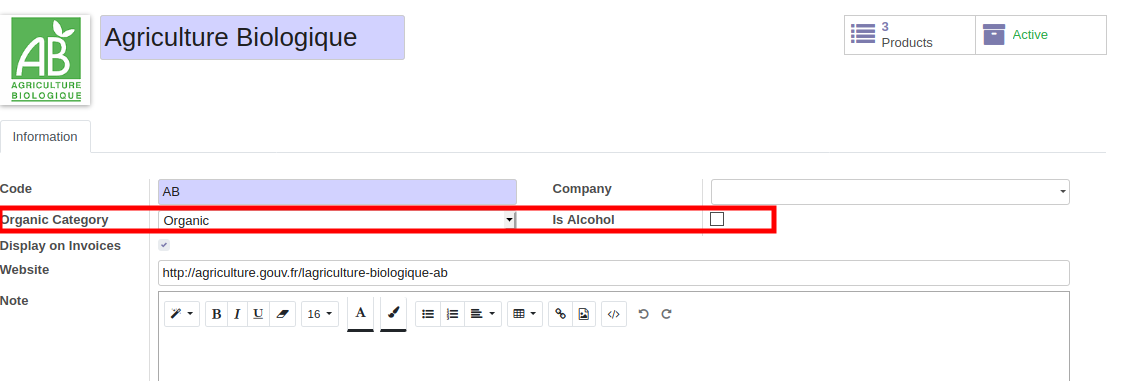 AB
AGRICULTURE
BIOLOGIQUE
Agriculture Biologique
3
Products
Active
Information
Code
AB
Company
Organic Category
Organic
Is Alcohol
Display on Invoices
Website
http://agriculture.gouv.fr/lagriculture-biologique-ab
Note
B I U 16 A </>